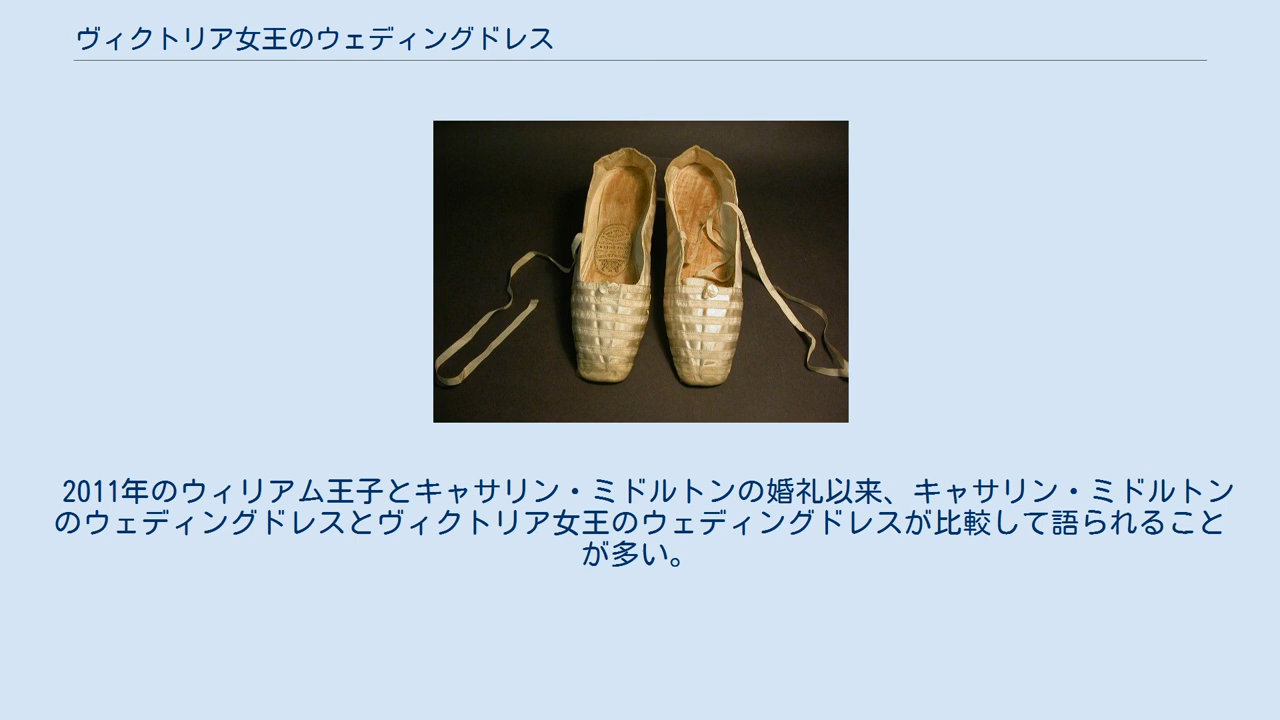 ヴィクトリア女王のウェディングドレス
2011年のウィリアム王子とキャサリン・ミドルトンの婚礼以来、キャサリン・ミドルトン
のウェディングドレスとヴィクトリア女王のウェディングドレスが比較して語られること
が多い。